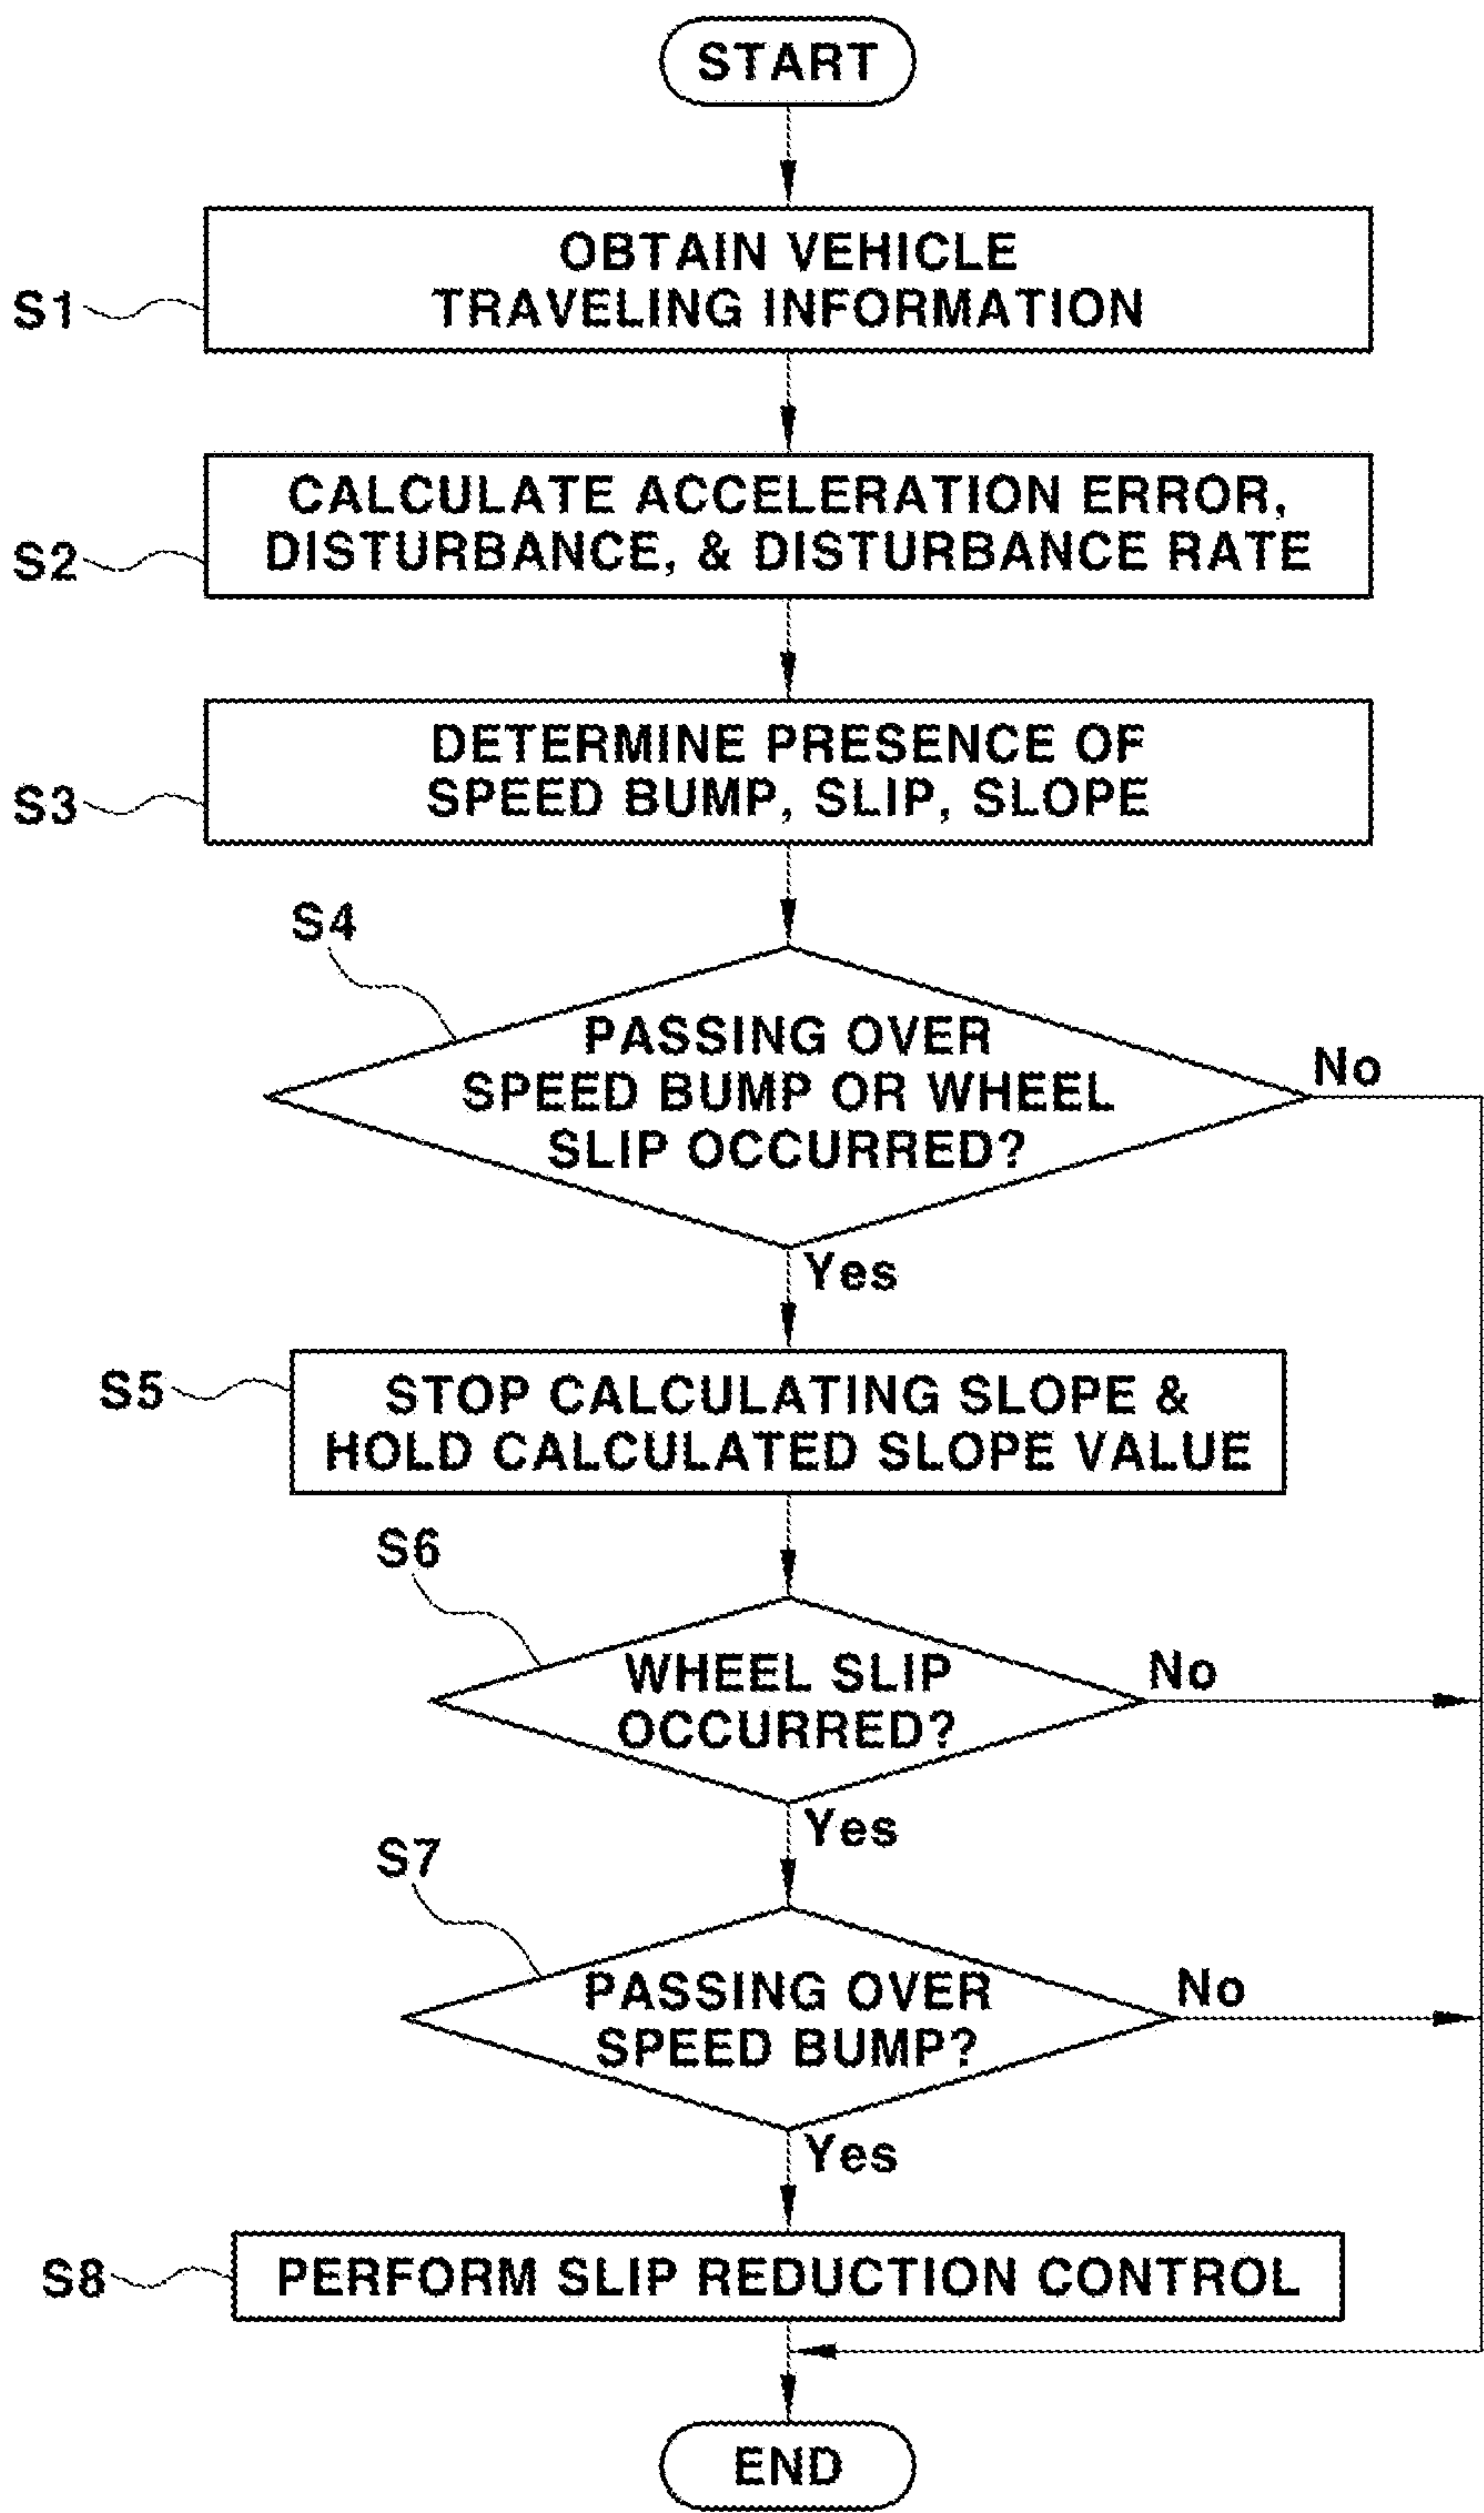 START
OBTAIN VEHICLE
TRAVELING INFORMATION
S1
CALCULATE ACCELERATION ERROR,
DISTURBANCE, & DISTURBANCE RATE
S2
DETERMINE PRESENCE OF
SPEED BUMP, SLIP, SLOPE
S3
S4
PASSING OVER
SPEED BUMP OR WHEEL
SLIP OCCURRED?
No
Yes
S5
STOP CALCULATING SLOPE &
HOLD CALCULATED SLOPE VALUE
S6
WHEEL SLIP
OCCURRED?
No
Yes
S7
PASSING OVER
SPEED BUMP?
No
Yes
S8
PERFORM SLIP REDUCTION CONTROL
END